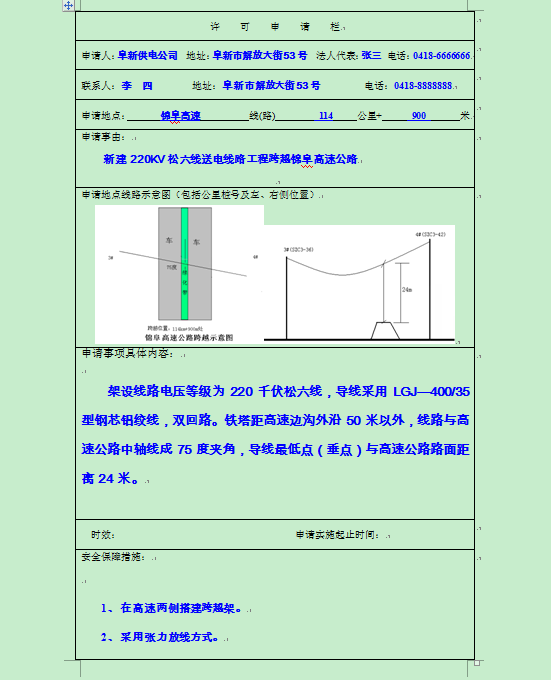 许 可 申 请 栏
申请人：阜新供电公司 地址：阜新市解放大街53号 法人代表：张三 电话：0418-6666666
联系人：李 四 地址：阜新市解放大街53号 电话：0418-8888888
申请地点： 锦阜高速 线(路) 114 公里+ 900 米
申请事由：
新建220KV松六线送电线路工程跨越锦阜高速公路
申请地点线路示意图（包括公里桩号及左、右侧位置）
车 车
3# 75度 4#
绿化带
跨越位置：114km+900m处
锦阜高速公路跨越示意图
4#(SZC3-42)
3#(SZC3-36)
24m
申请事项具体内容：
架设线路电压等级为 220 千伏松六线，导线采用 LGJ—400/35
型钢芯铝绞线，双回路。铁塔距高速边沟外沿 50 米以外，线路与高
速公路中轴线成 75 度夹角，导线最低点（垂点）与高速公路路面距
离 24 米。
时效： 申请实施起止时间：
安全保障措施：
1、在高速两侧搭建跨越架。
2、采用张力放线方式。